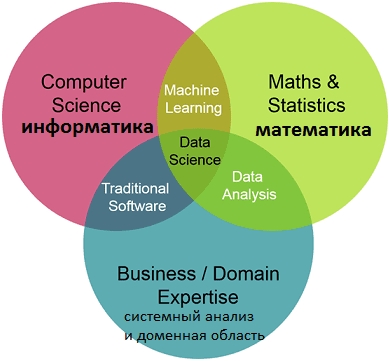 Computer
Science
информатика
Maths &
Statistics
математика
Machine
Learning
Data
Science
Traditional
Software
Data
Analysis
Business / Domain
Expertise
системный анализ
и доменная область